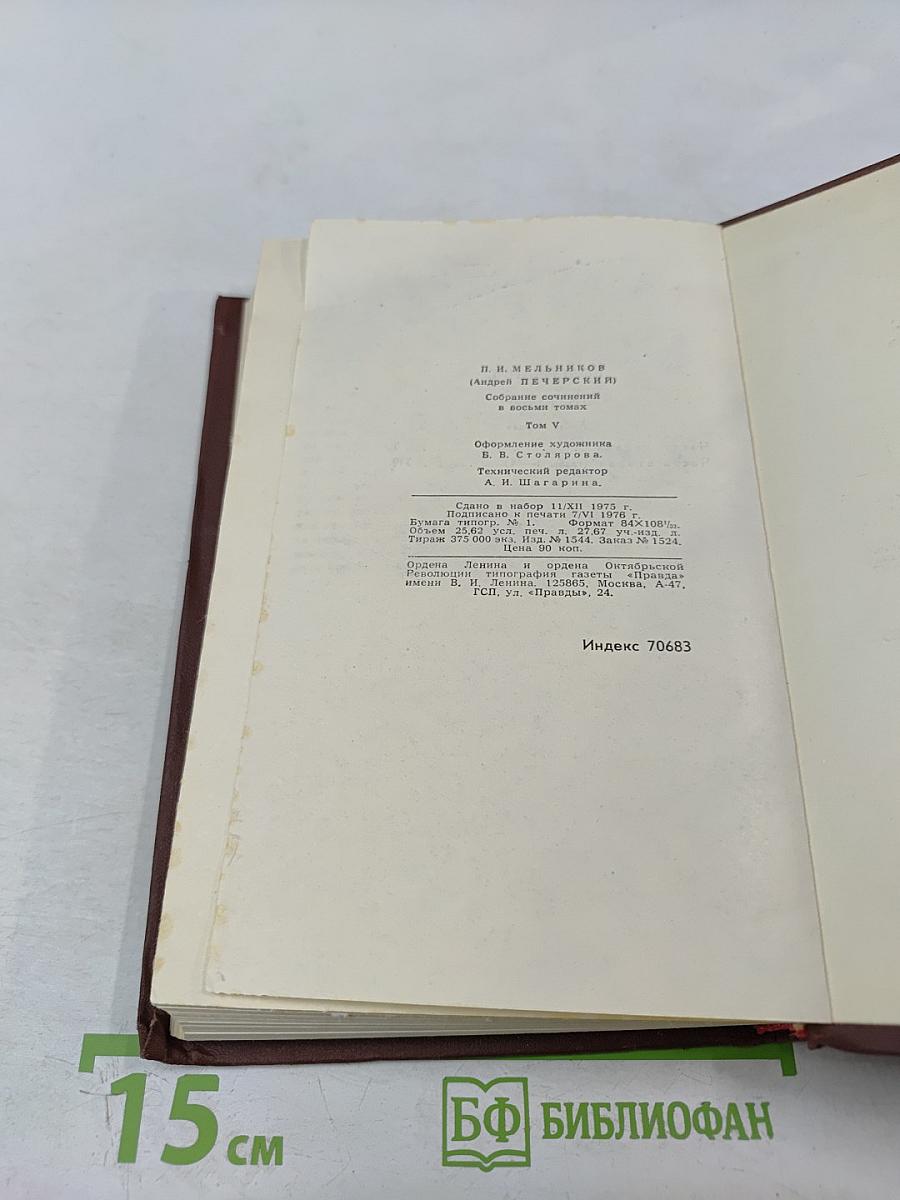 П. И. МЕЛЬНИКОВ
(Андрей ПЕЧЕРСКИЙ)
Собрание сочинений
в восьми томах
Том V
Оформление художника
Б. В. Столярова.
Технический редактор
А. И. Шагарина.
Сдано в набор 11/XII 1975 г.
Подписано к печати 7/VI 1976 г.
Бумага типогр. № 1. Формат 84×108¹/₃₂.
Объем 25,62 усл. печ. л. 27,67 уч.-изд. л.
Тираж 375 000 экз. Изд. № 1544. Заказ № 1524.
Цена 90 коп.
Ордена Ленина и ордена Октябрьской
Революции типография газеты «Правда»
имени В. И. Ленина. 125865, Москва, А-47,
ГСП, ул. «Правды», 24.
Индекс 70683
15 см
БФ БИБЛИОФАН